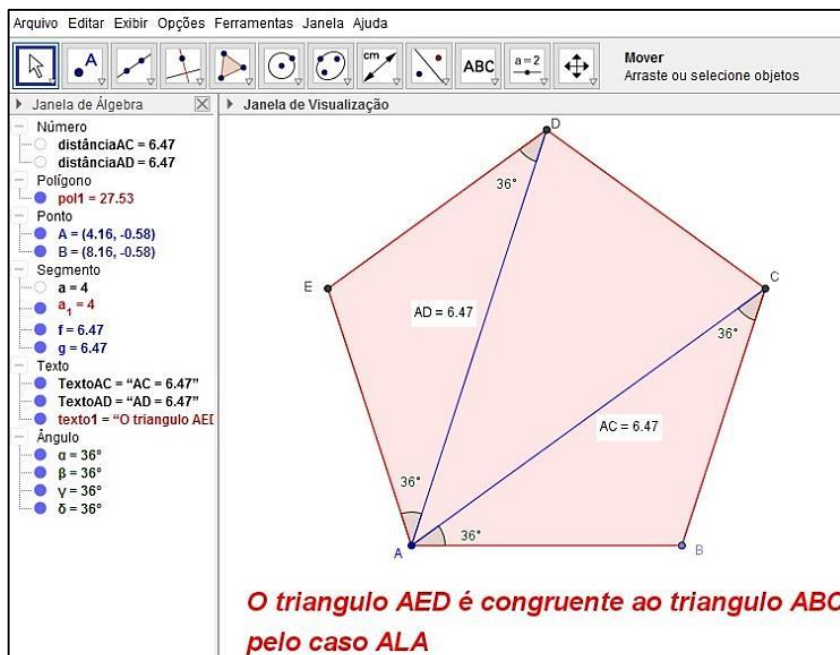 Arquivo Editar Exibir Opções Ferramentas Janela Ajuda
A
cm
ABC
a = 2
Mover
Arraste ou selecione objetos
Janela de Álgebra
Número
distânciaAC = 6.47
distânciaAD = 6.47
Polígono
pol1 = 27.53
Ponto
A = (4.16, -0.58)
B = (8.16, -0.58)
Segmento
a = 4
a₁ = 4
f = 6.47
g = 6.47
Texto
TextoAC = “AC = 6.47”
TextoAD = “AD = 6.47”
texto1 = “O triangulo AED
Ângulo
α = 36°
β = 36°
γ = 36°
δ = 36°
Janela de Visualização
D
36°
E
C
AD = 6.47
36°
AC = 6.47
36°
36°
A
B
O triangulo AED é congruente ao triangulo ABC
pelo caso ALA